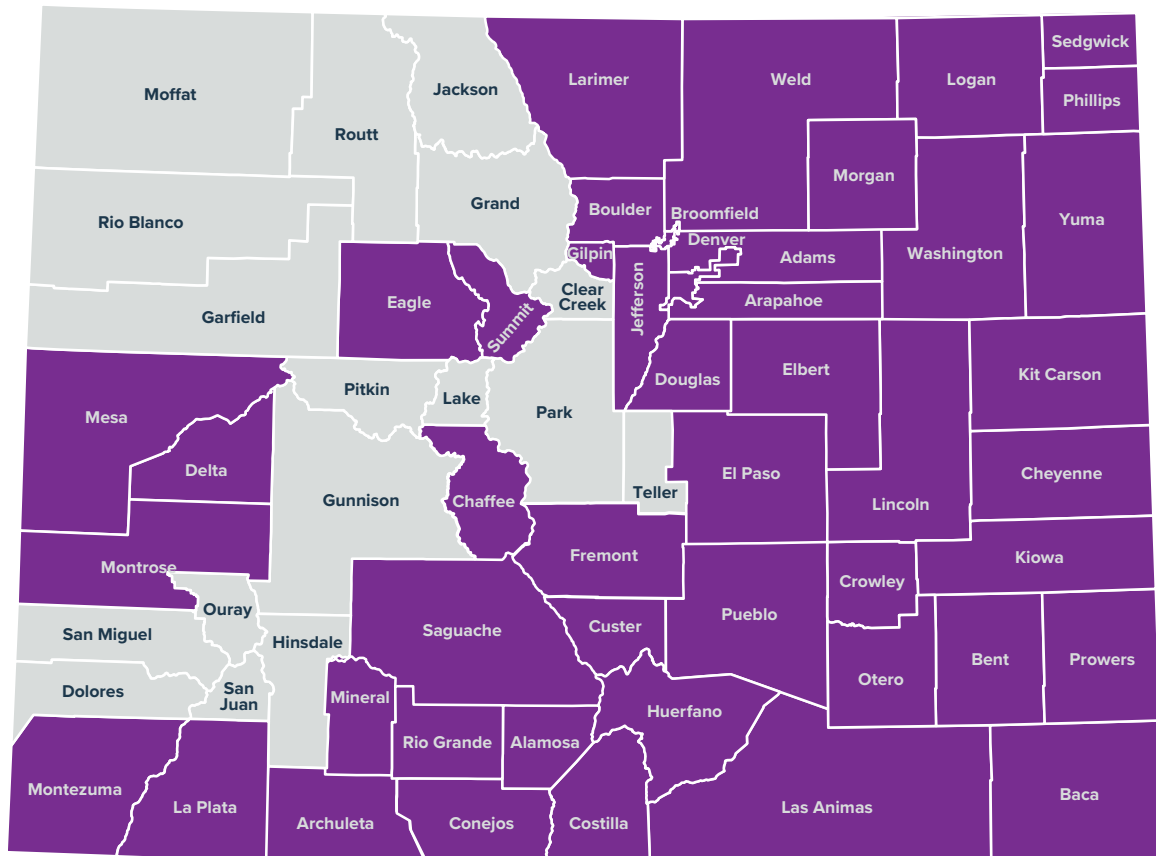 Sedgwick
Larimer
Weld
Logan
Jackson
Moffat
Phillips
Routt
Morgan
Grand
Boulder
Broomfield
Yuma
Rio Blanco
Denver
Gilpin
Adams
Washington
Clear
Creek
Jefferson
Eagle
Arapahoe
Garfield
Summit
Elbert
Kit Carson
Douglas
Pitkin
Lake
Park
Mesa
Delta
El Paso
Cheyenne
Gunnison
Chaffee
Teller
Lincoln
Fremont
Kiowa
Montrose
Crowley
Ouray
Pueblo
Custer
Saguache
San Miguel
Hinsdale
Bent
Prowers
Otero
Dolores
San
Juan
Mineral
Huerfano
Rio Grande
Alamosa
Montezuma
Baca
La Plata
Las Animas
Archuleta
Conejos
Costilla